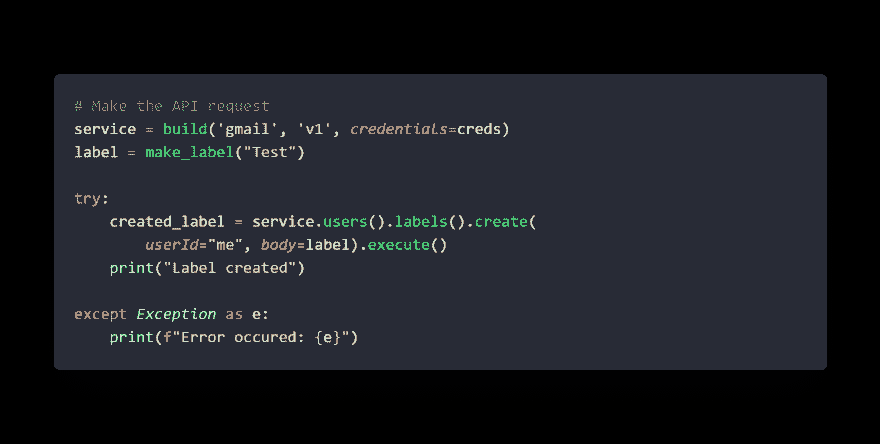 # Make the API request
service = build('gmail', 'v1', credentials=creds)
label = make_label("Test")
try:
    created_label = service.users().labels().create(
        userId="me", body=label).execute()
    print("Label created")
except Exception as e:
    print(f"Error occured: {e}")